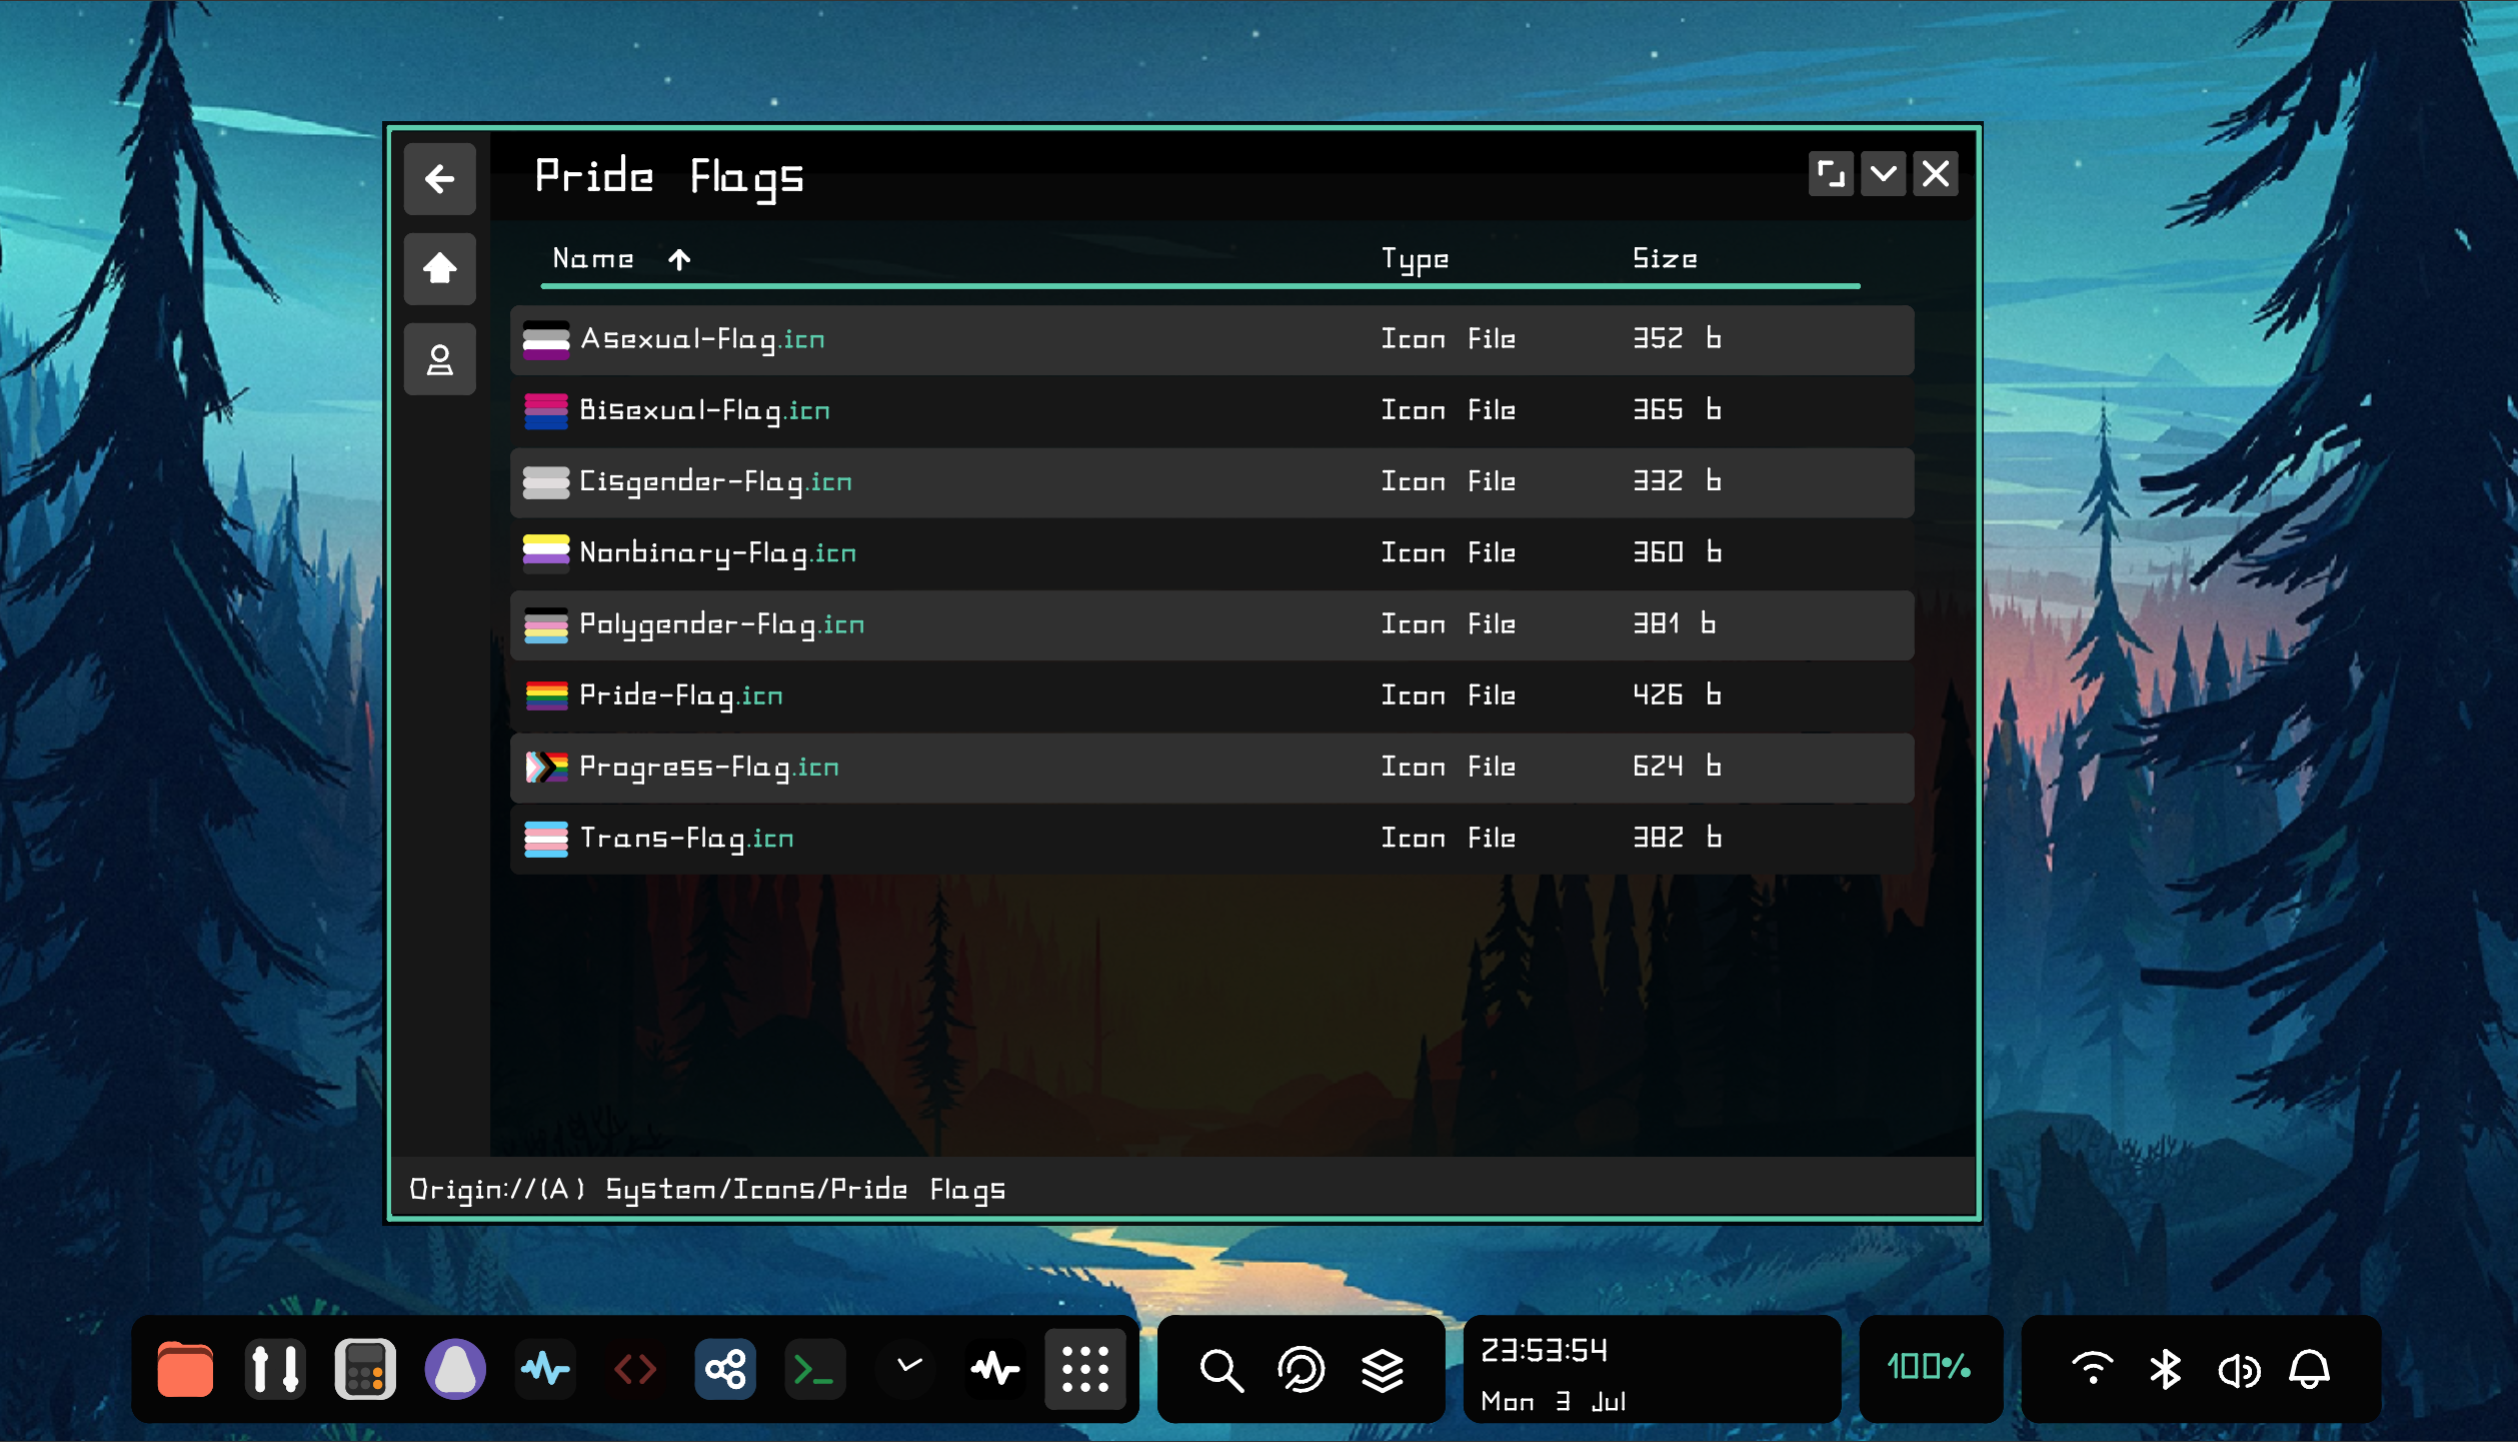 Pride Flags
Name Type Size
Asexual-Flag.icn Icon File 352 b
Bisexual-Flag.icn Icon File 365 b
Cisgender-Flag.icn Icon File 332 b
Nonbinary-Flag.icn Icon File 360 b
Polygender-Flag.icn Icon File 381 b
Pride-Flag.icn Icon File 426 b
Progress-Flag.icn Icon File 624 b
Trans-Flag.icn Icon File 382 b
Origin://(A) System/Icons/Pride Flags
23:53:54
Mon 3 Jul
100%